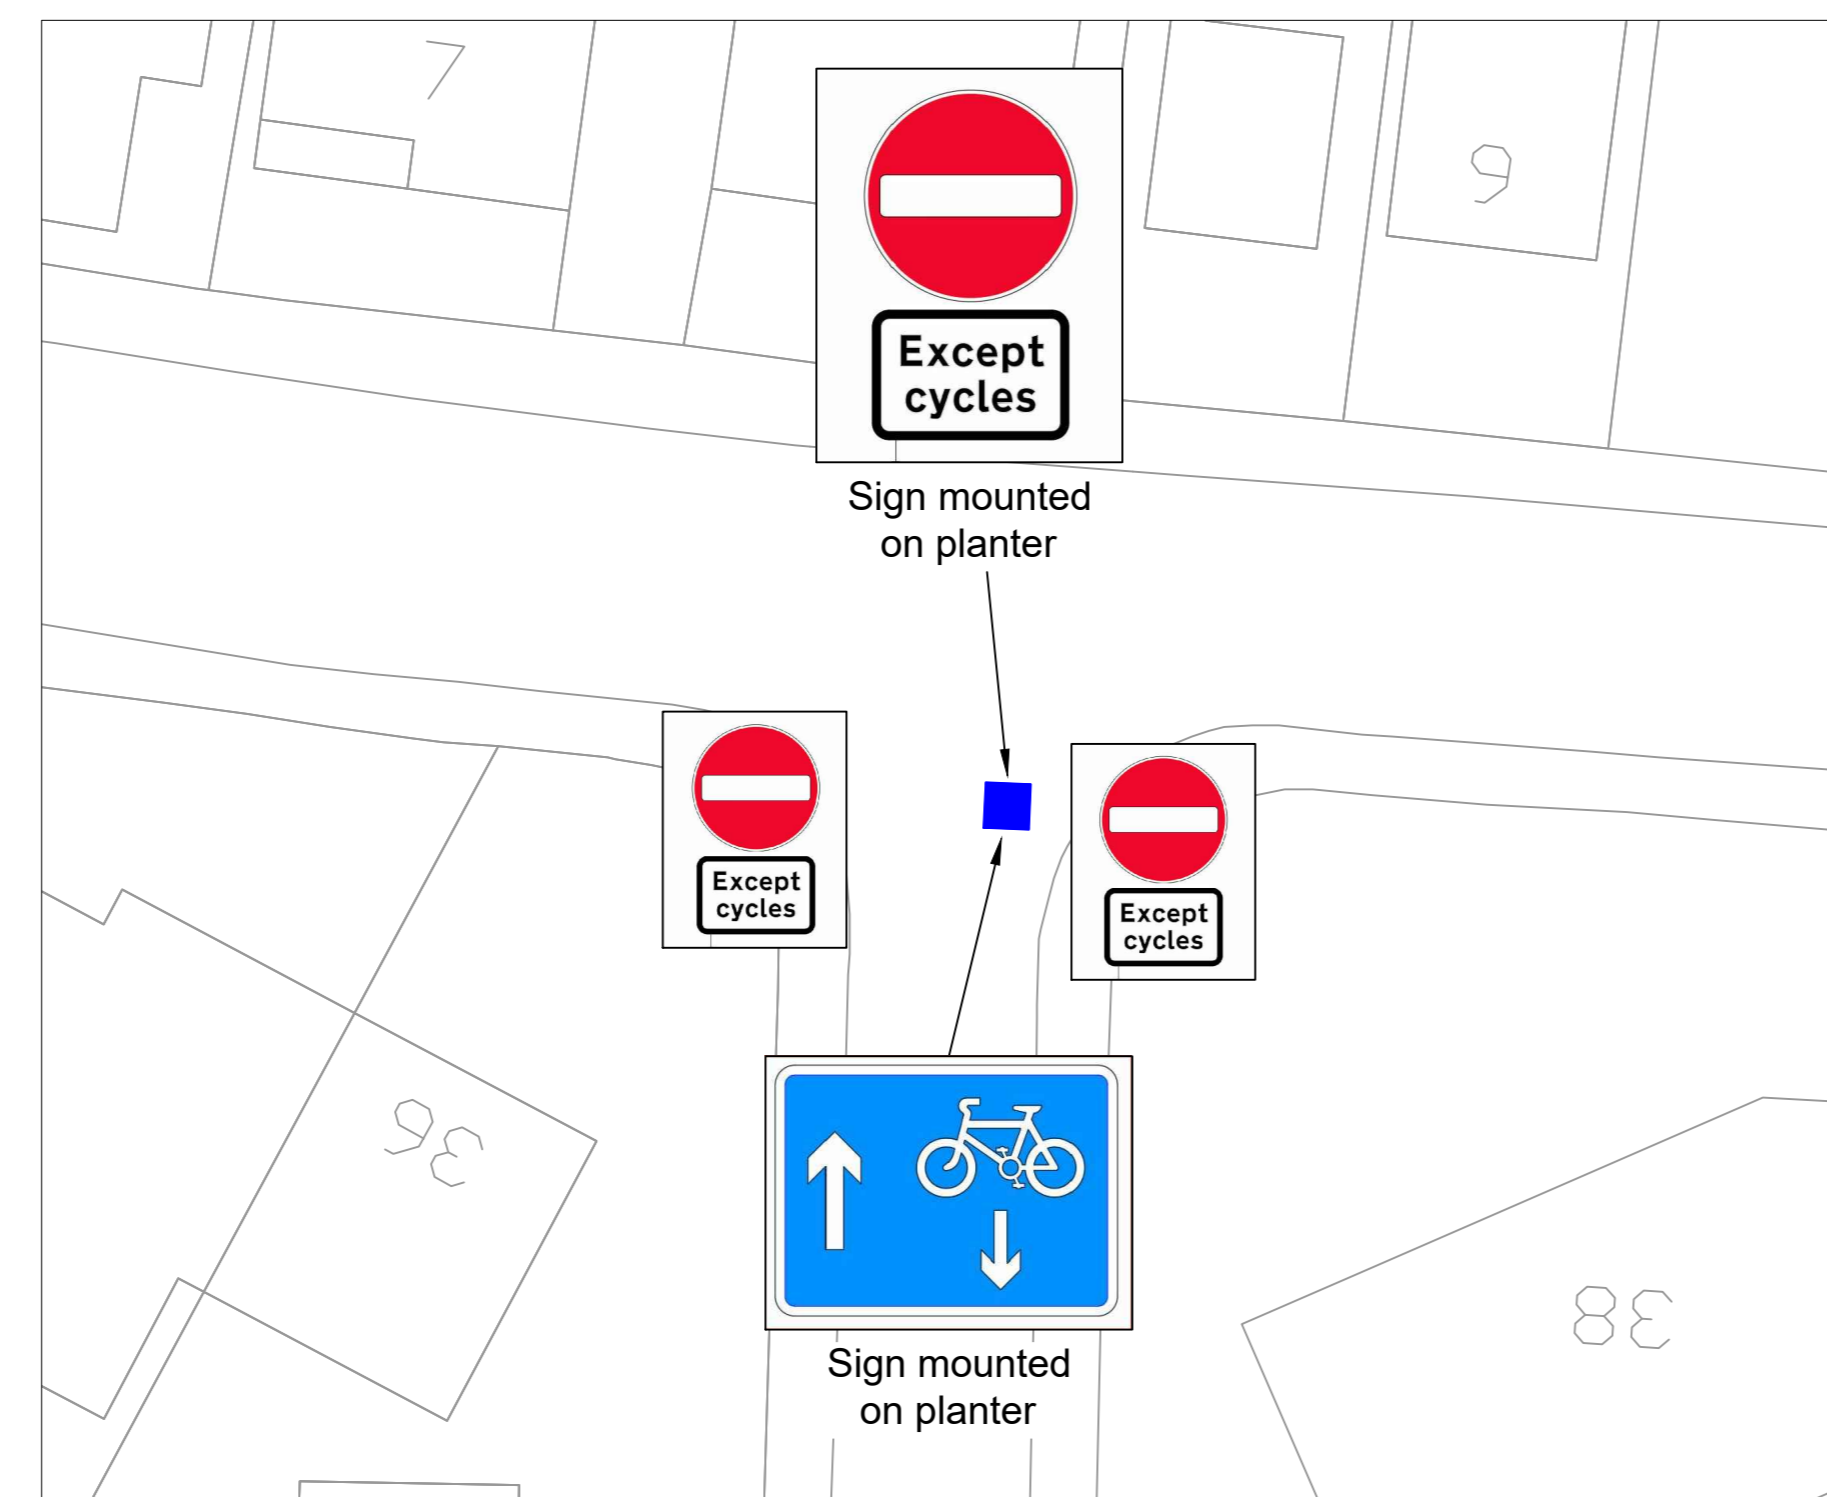 7
9
Except
cycles
Sign mounted
on planter
Except
cycles
Except
cycles
36
38
Sign mounted
on planter